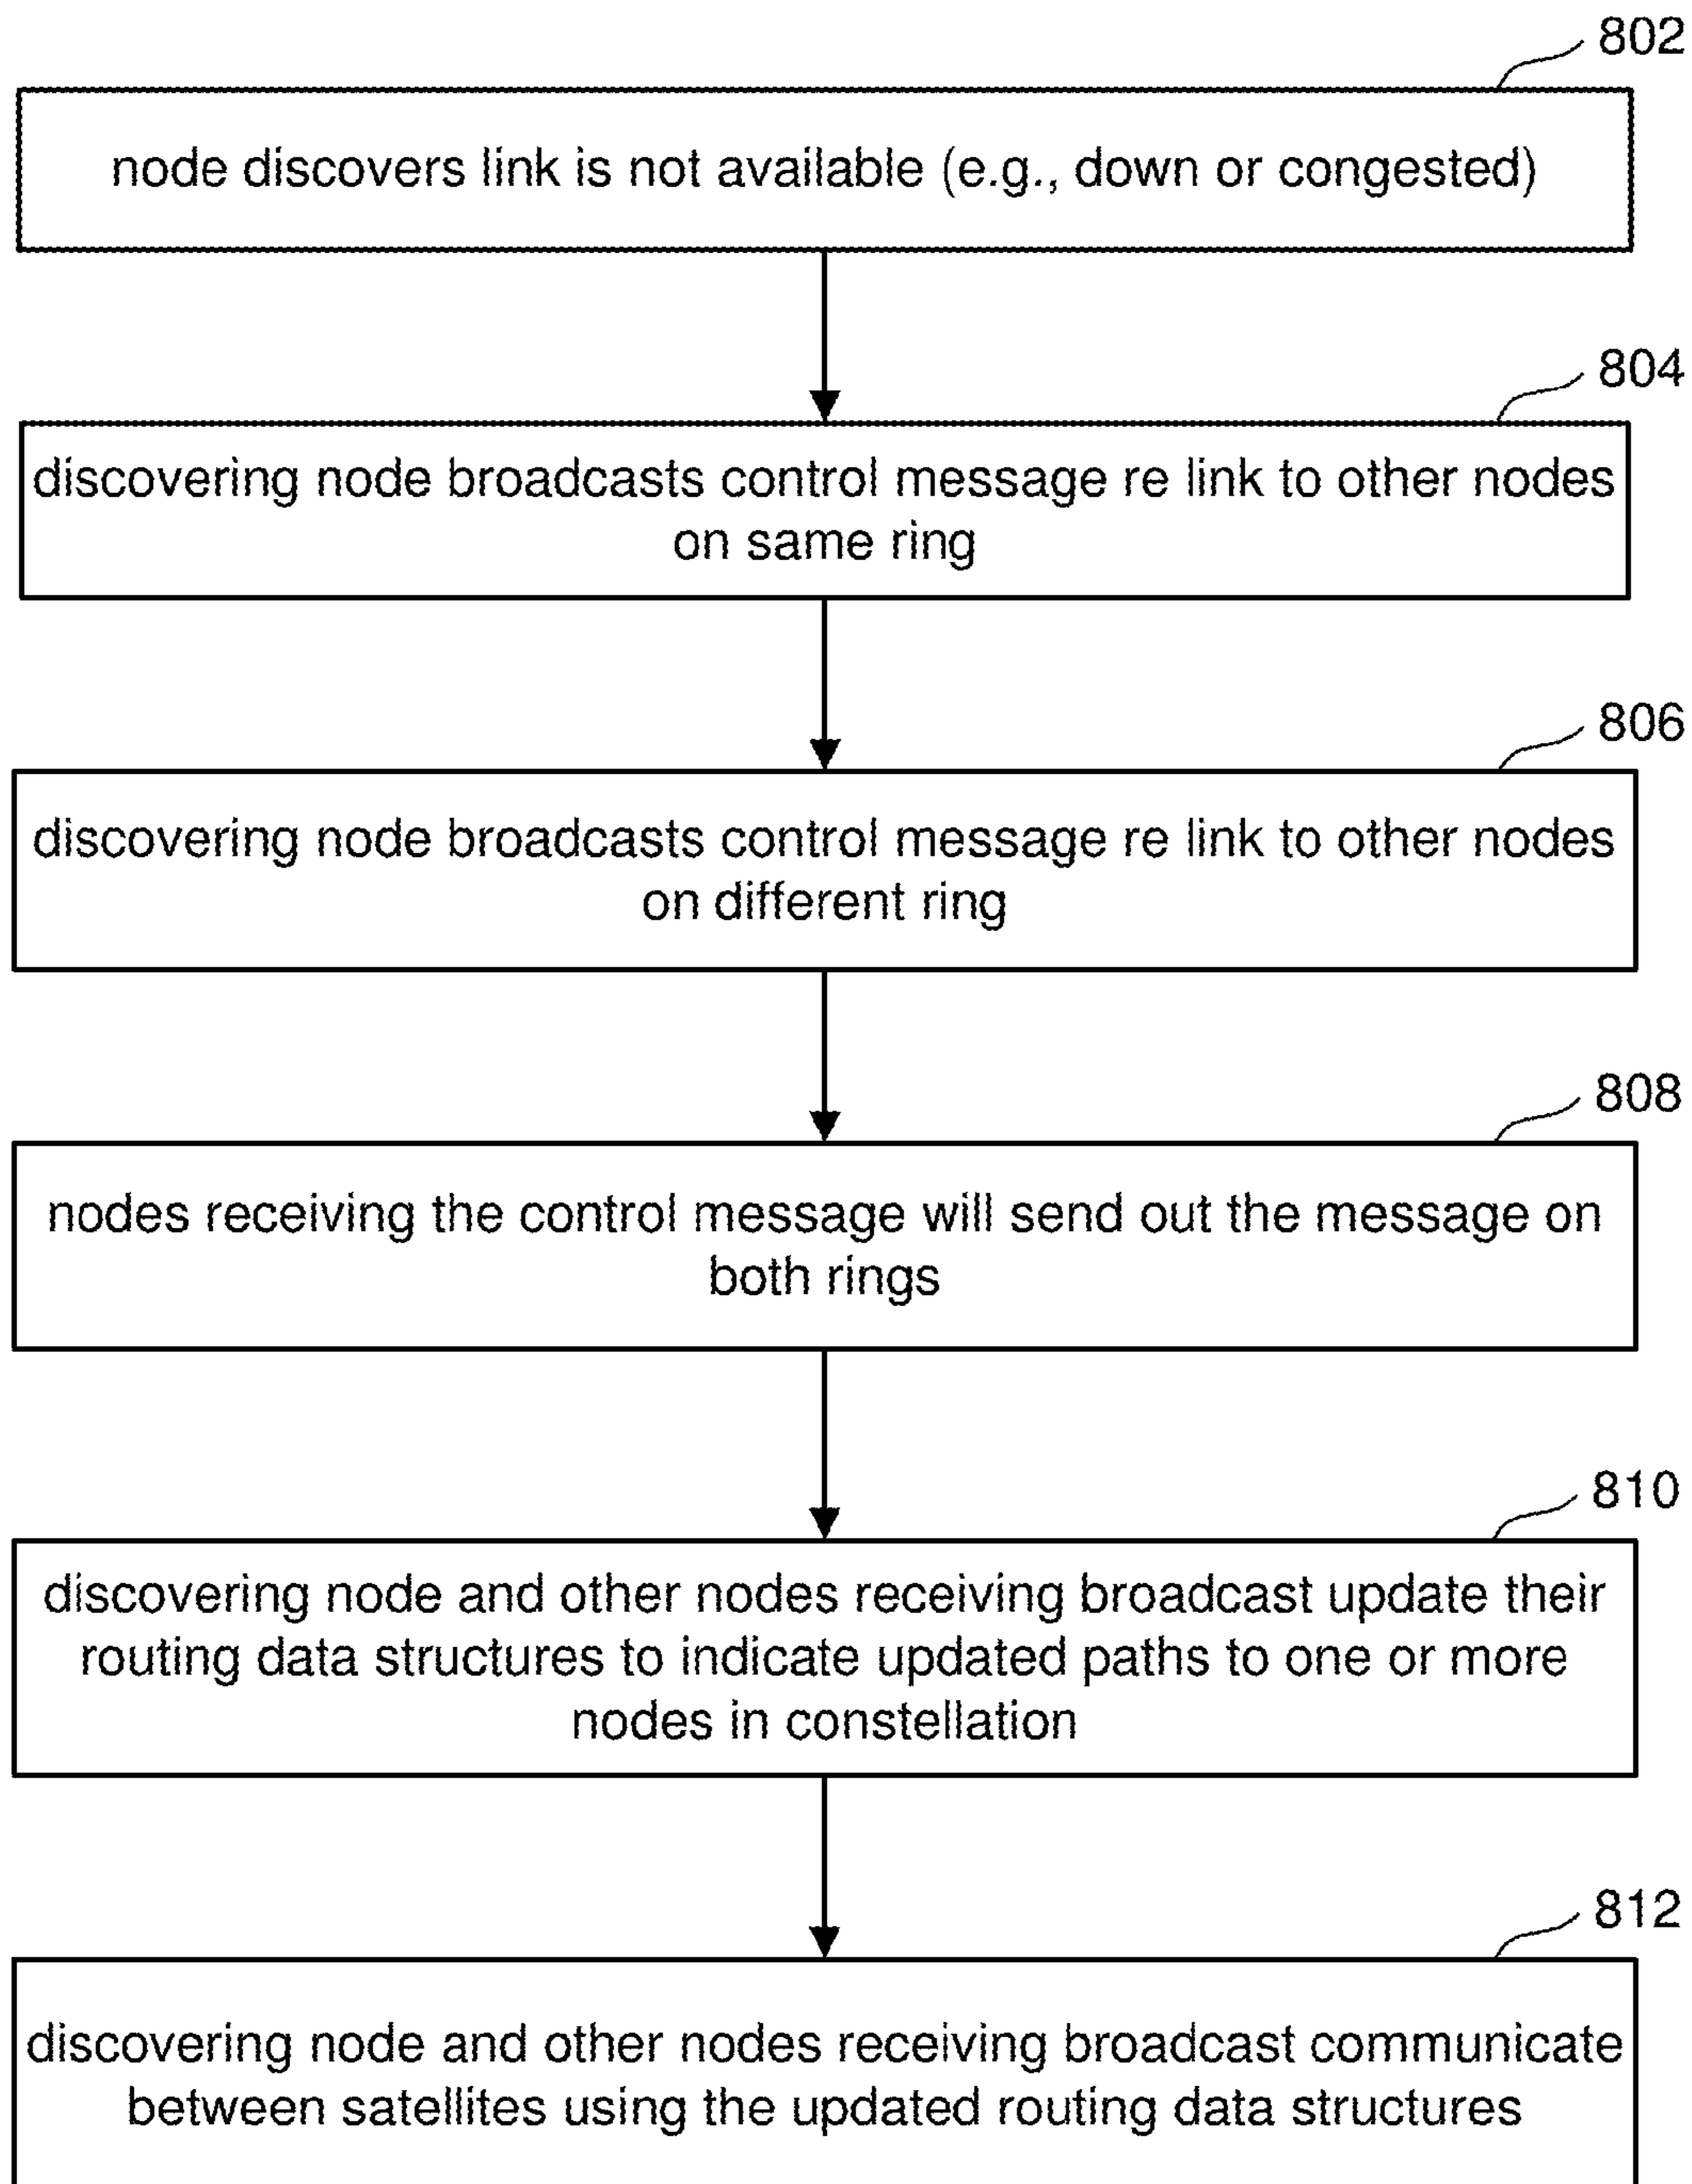 802
node discovers link is not available (e.g., down or congested)
804
discovering node broadcasts control message re link to other nodes
on same ring
806
discovering node broadcasts control message re link to other nodes
on different ring
808
nodes receiving the control message will send out the message on
both rings
810
discovering node and other nodes receiving broadcast update their
routing data structures to indicate updated paths to one or more
nodes in constellation
812
discovering node and other nodes receiving broadcast communicate
between satellites using the updated routing data structures